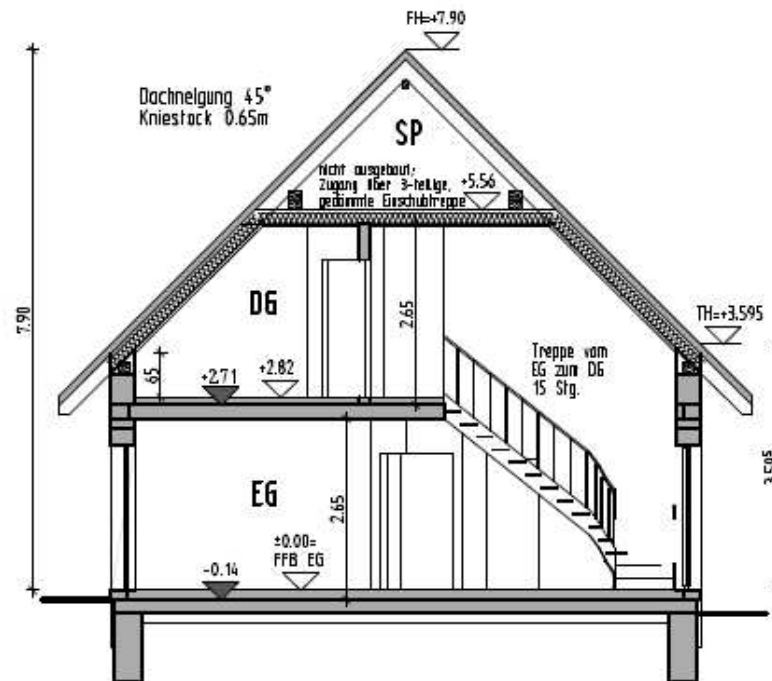 FH=+7.90
Dachneigung 45°
Kniestock 0.65m
SP
nicht ausgebaut;
Zugang über 3-teilige,
gedämmte Einschubtreppe
+5.56
7.90
DG
2.65
TH=+3.595
Treppe vom
EG zum DG
15 Stg.
65
+2.71
+2.82
EG
2.65
3.595
±0.00=
FFB EG
-0.14